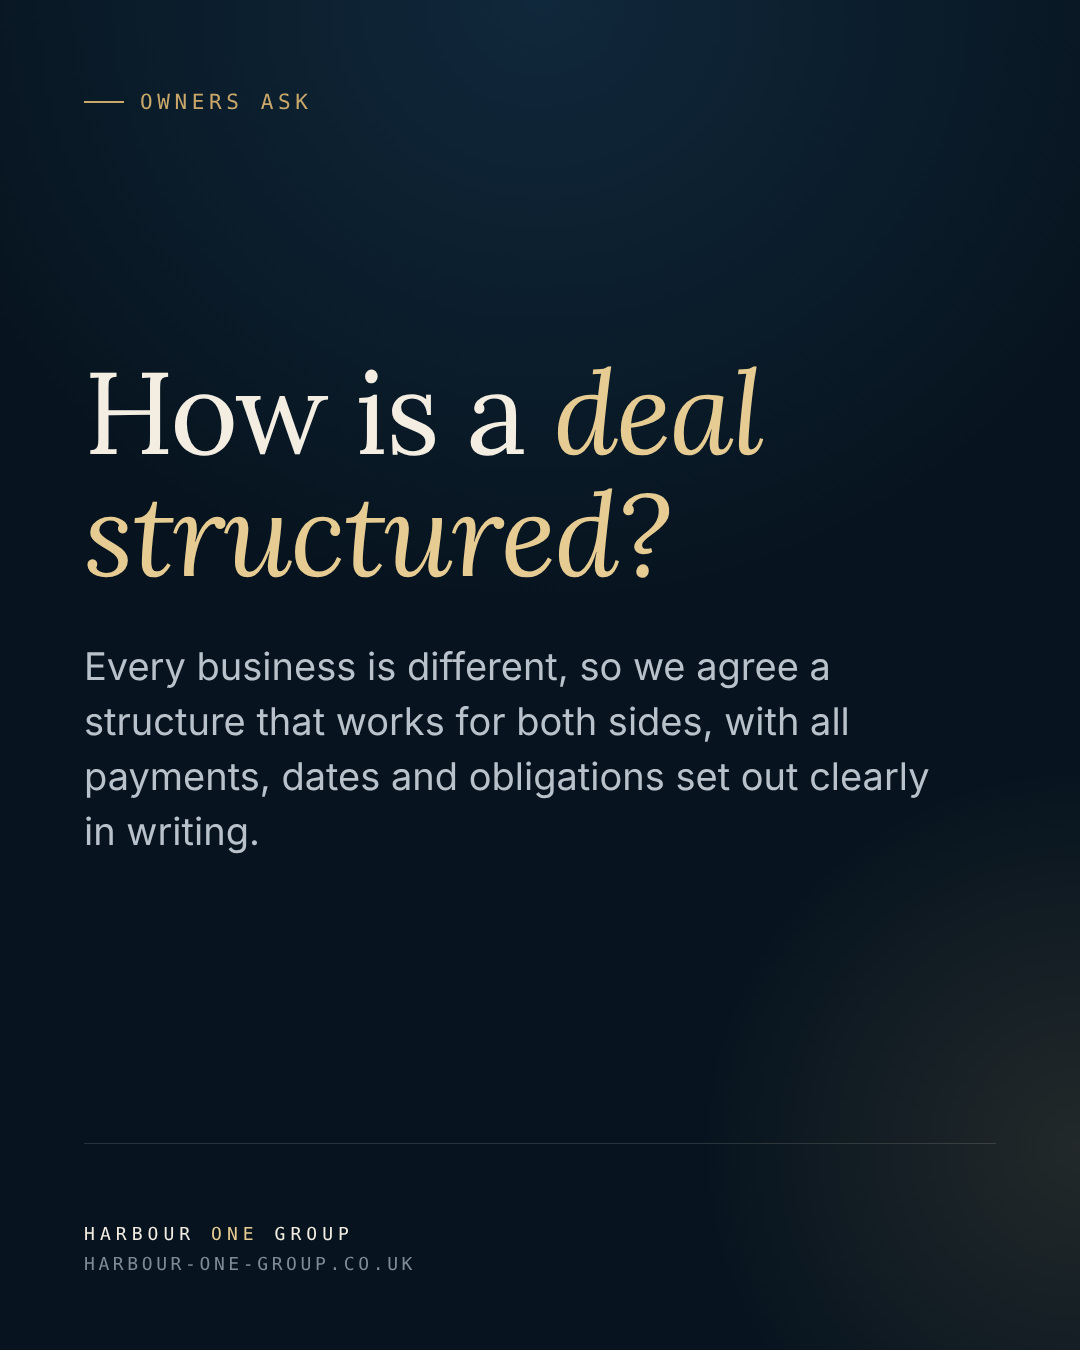 OWNERS ASK
How is a deal
structured?
Every business is different, so we agree a
structure that works for both sides, with all
payments, dates and obligations set out clearly
in writing.
HARBOUR ONE GROUP
HARBOUR-ONE-GROUP.CO.UK